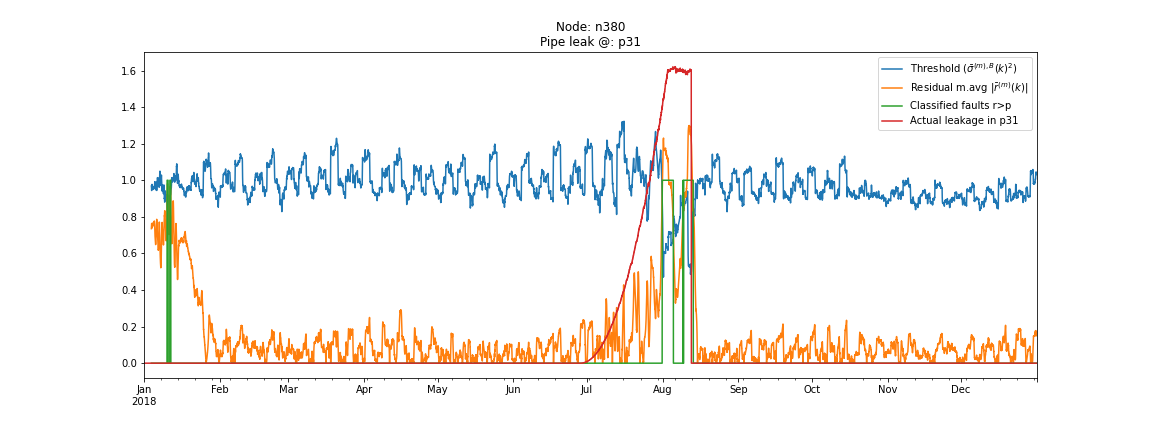 Node: n380
Pipe leak @: p31
1.6
1.4
1.2
1.0
0.8
0.6
0.4
0.2
0.0
Threshold (σ̄⁽ᵐ⁾,ᴮ(k)²)
Residual m.avg |r̄⁽ᵐ⁾(k)|
Classified faults r>p
Actual leakage in p31
Jan Feb Mar Apr May Jun Jul Aug Sep Oct Nov Dec
2018